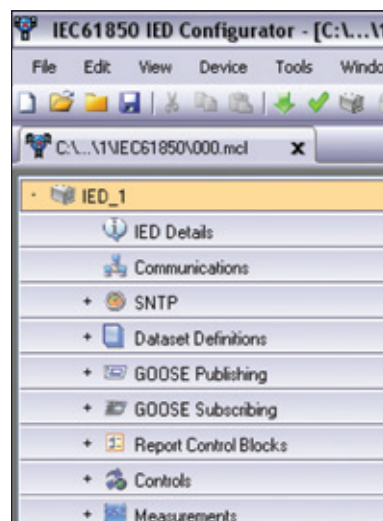 IEC61850 IED Configurator - [C:\...\1
File Edit View Device Tools Windo
C:\...\1\IEC61850\000.mcl x
- IED_1
IED Details
Communications
+ SNTP
+ Dataset Definitions
+ GOOSE Publishing
+ GOOSE Subscribing
+ Report Control Blocks
+ Controls
+ Measurements